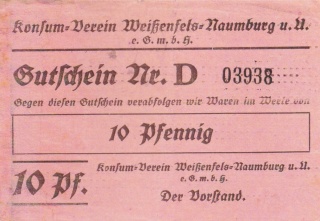 Konsum-Verein Weißenfels-Naumburg u. U.
e. G. m. b. H.
Gutschein Nr. D 03938
Gegen diesen Gutschein verabfolgen wir Waren im Werte von
10 Pfennig
10 Pf.
Konsum-Verein Weißenfels-Naumburg u. U.
e. G. m. b. H.
Der Vorstand.